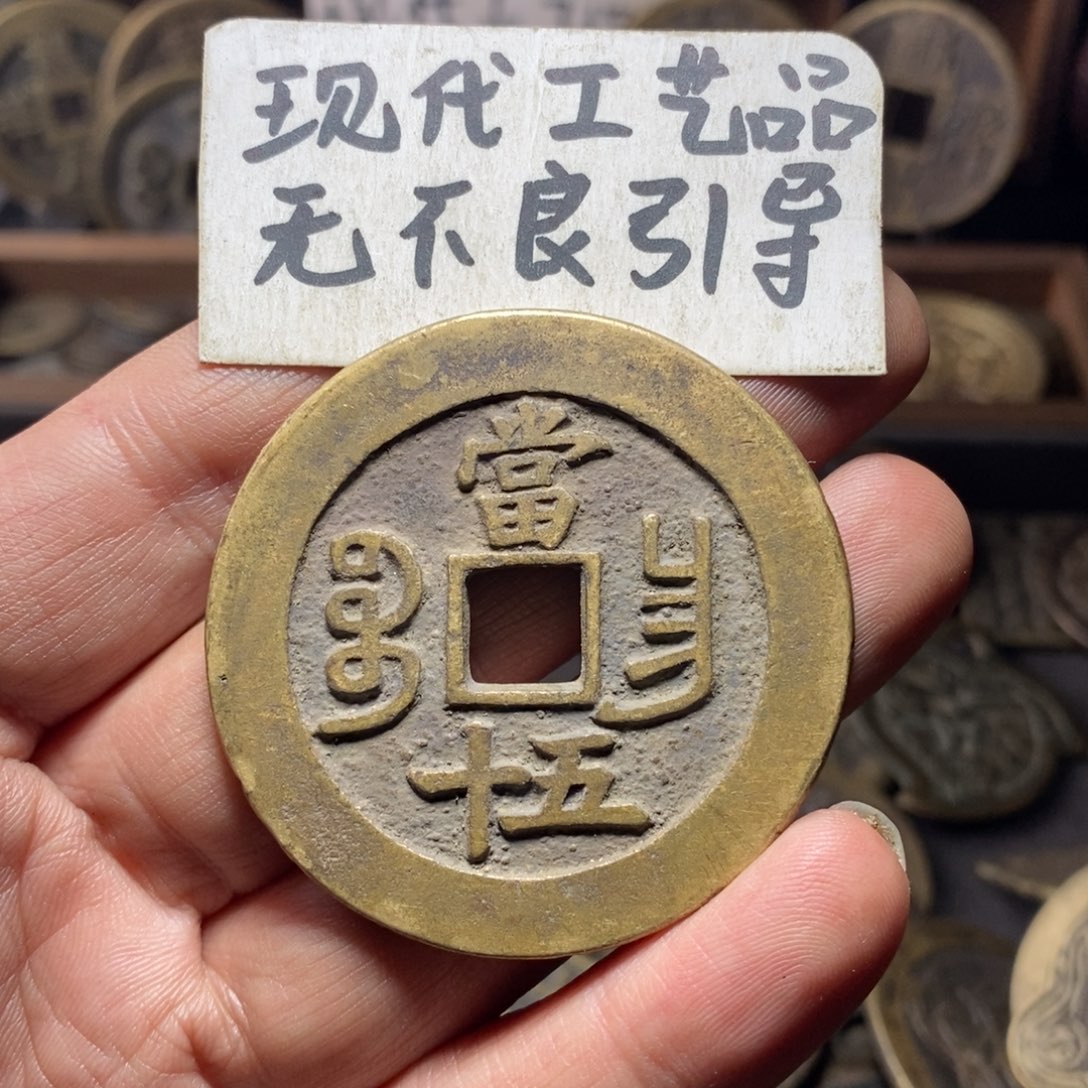 现代工艺品
无不良引导
當
五十